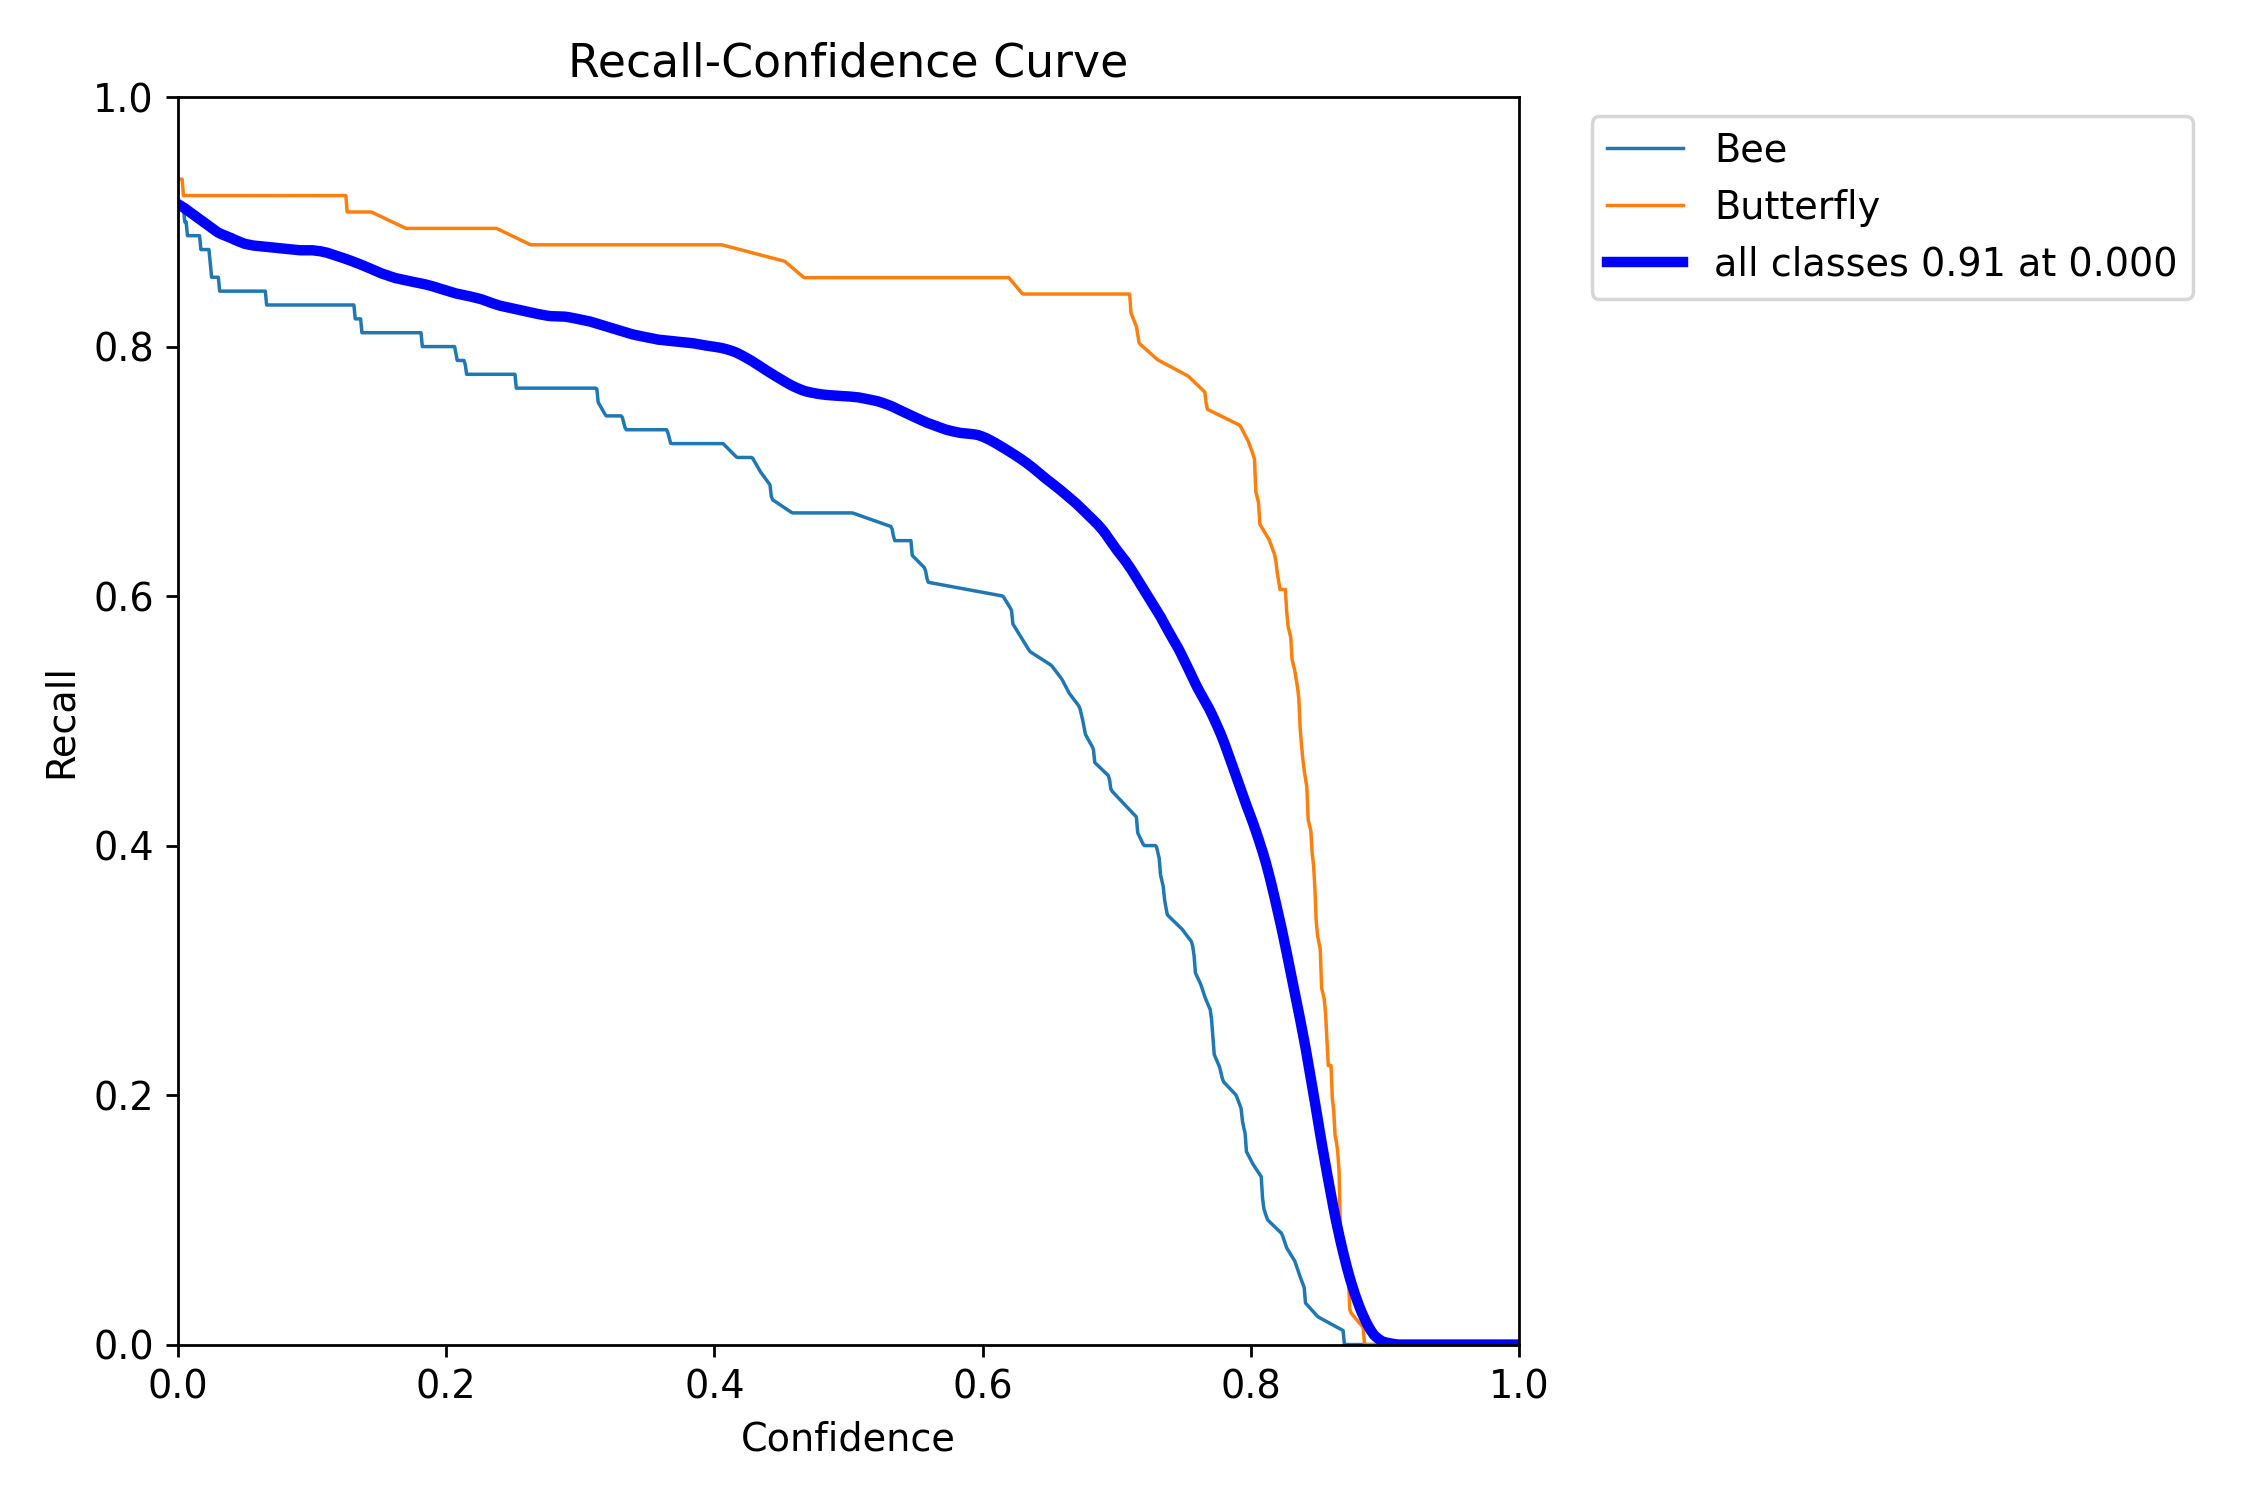 Recall-Confidence Curve
1.0
0.8
0.6
0.4
0.2
0.0
Recall
0.0 0.2 0.4 0.6 0.8 1.0
Confidence
Bee
Butterfly
all classes 0.91 at 0.000